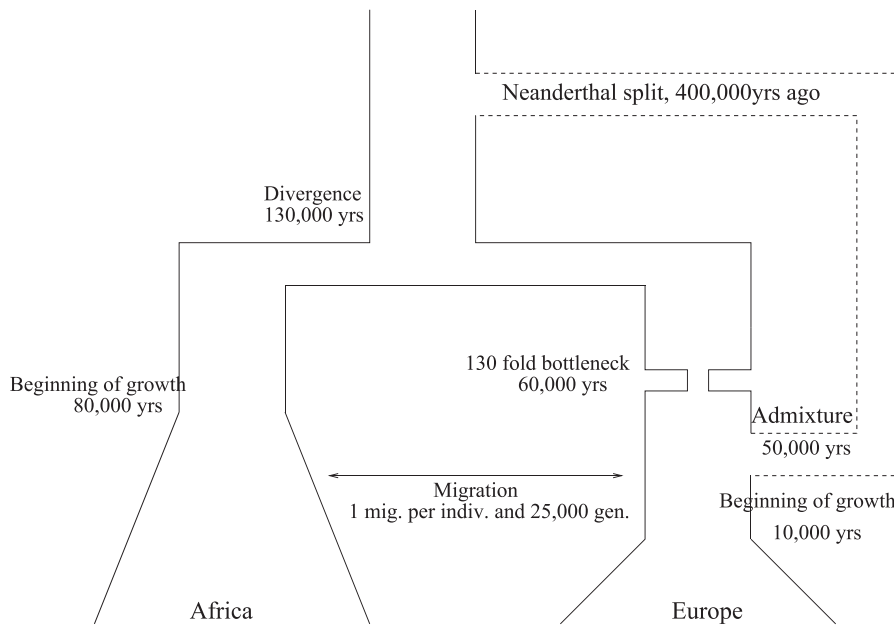 Neanderthal split, 400,000yrs ago
Divergence
130,000 yrs
130 fold bottleneck
60,000 yrs
Beginning of growth
80,000 yrs
Admixture
50,000 yrs
Migration
1 mig. per indiv. and 25,000 gen.
Beginning of growth
10,000 yrs
Africa
Europe